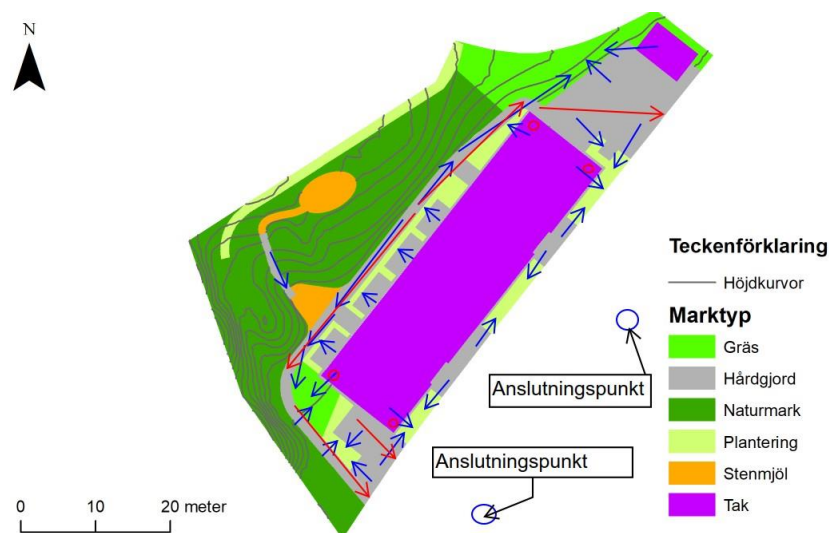 N
Teckenförklaring
Höjdkurvor
Marktyp
Gräs
Hårdgjord
Naturmark
Plantering
Stenmjöl
Tak
Anslutningspunkt
Anslutningspunkt
0 10 20 meter